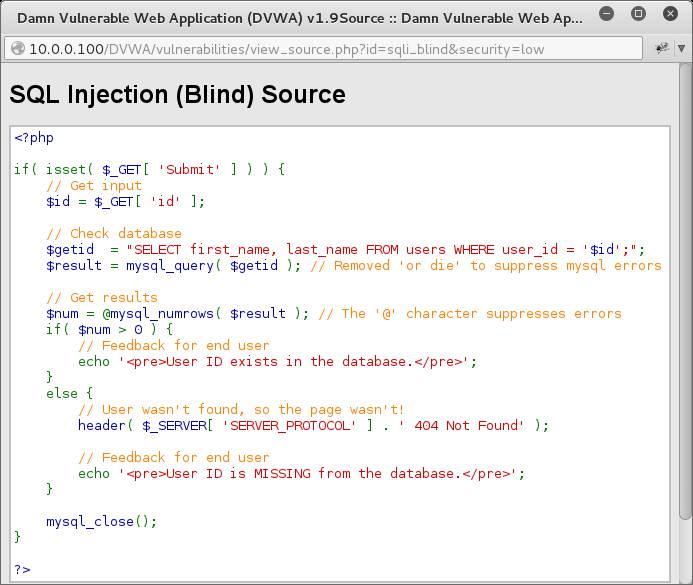 Damn Vulnerable Web Application (DVWA) v1.9Source :: Damn Vulnerable Web Ap...
10.0.0.100/DVWA/vulnerabilities/view_source.php?id=sqli_blind&security=low
SQL Injection (Blind) Source
<?php
if( isset( $_GET[ 'Submit' ] ) ) {
    // Get input
    $id = $_GET[ 'id' ];
    // Check database
    $getid  = "SELECT first_name, last_name FROM users WHERE user_id = '$id';";
    $result = mysql_query( $getid ); // Removed 'or die' to suppress mysql errors
    // Get results
    $num = @mysql_numrows( $result ); // The '@' character suppresses errors
    if( $num > 0 ) {
        // Feedback for end user
        echo '<pre>User ID exists in the database.</pre>';
    }
    else {
        // User wasn't found, so the page wasn't!
        header( $_SERVER[ 'SERVER_PROTOCOL' ] . ' 404 Not Found' );
        // Feedback for end user
        echo '<pre>User ID is MISSING from the database.</pre>';
    }
    mysql_close();
}
?>